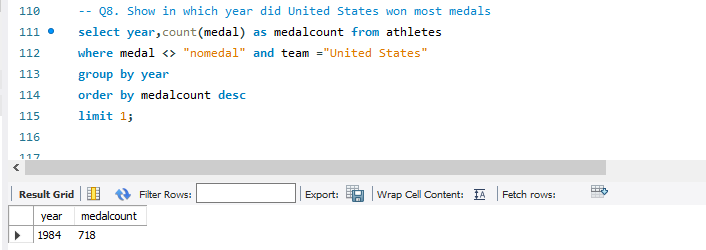 110 -- Q8. Show in which year did United States won most medals
111 select year,count(medal) as medalcount from athletes
112 where medal <> "nomedal" and team ="United States"
113 group by year
114 order by medalcount desc
115 limit 1;
116
117
Result Grid Filter Rows: Export: Wrap Cell Content: Fetch rows:
year medalcount
1984 718